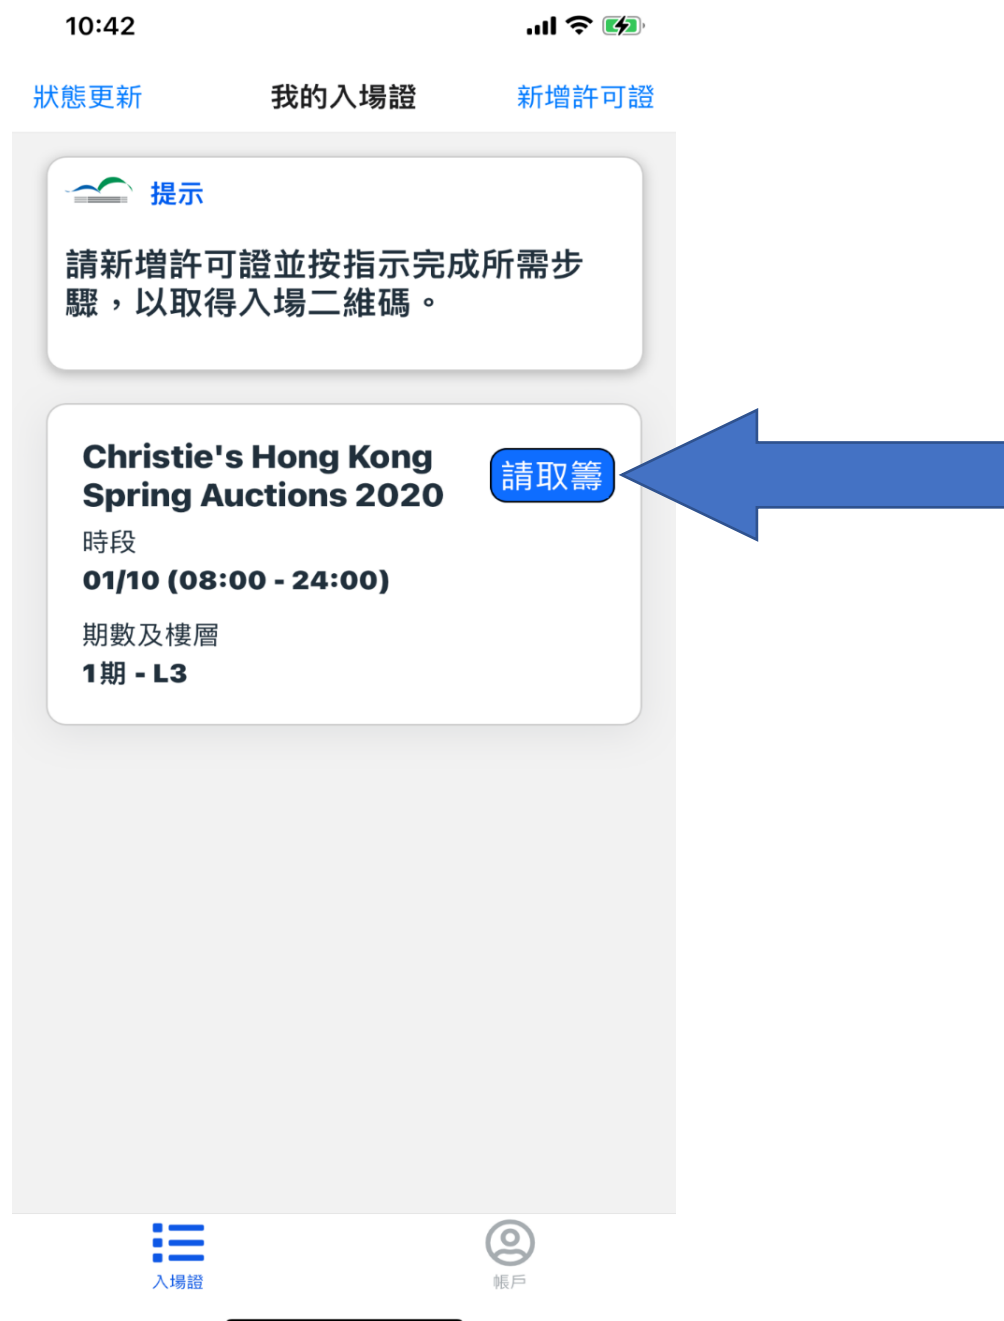 10:42
狀態更新
我的入場證
新增許可證
提示
請新增許可證並按指示完成所需步
驟，以取得入場二維碼。
Christie's Hong Kong
Spring Auctions 2020
請取籌
時段
01/10 (08:00 - 24:00)
期數及樓層
1期 - L3
入場證
帳戶